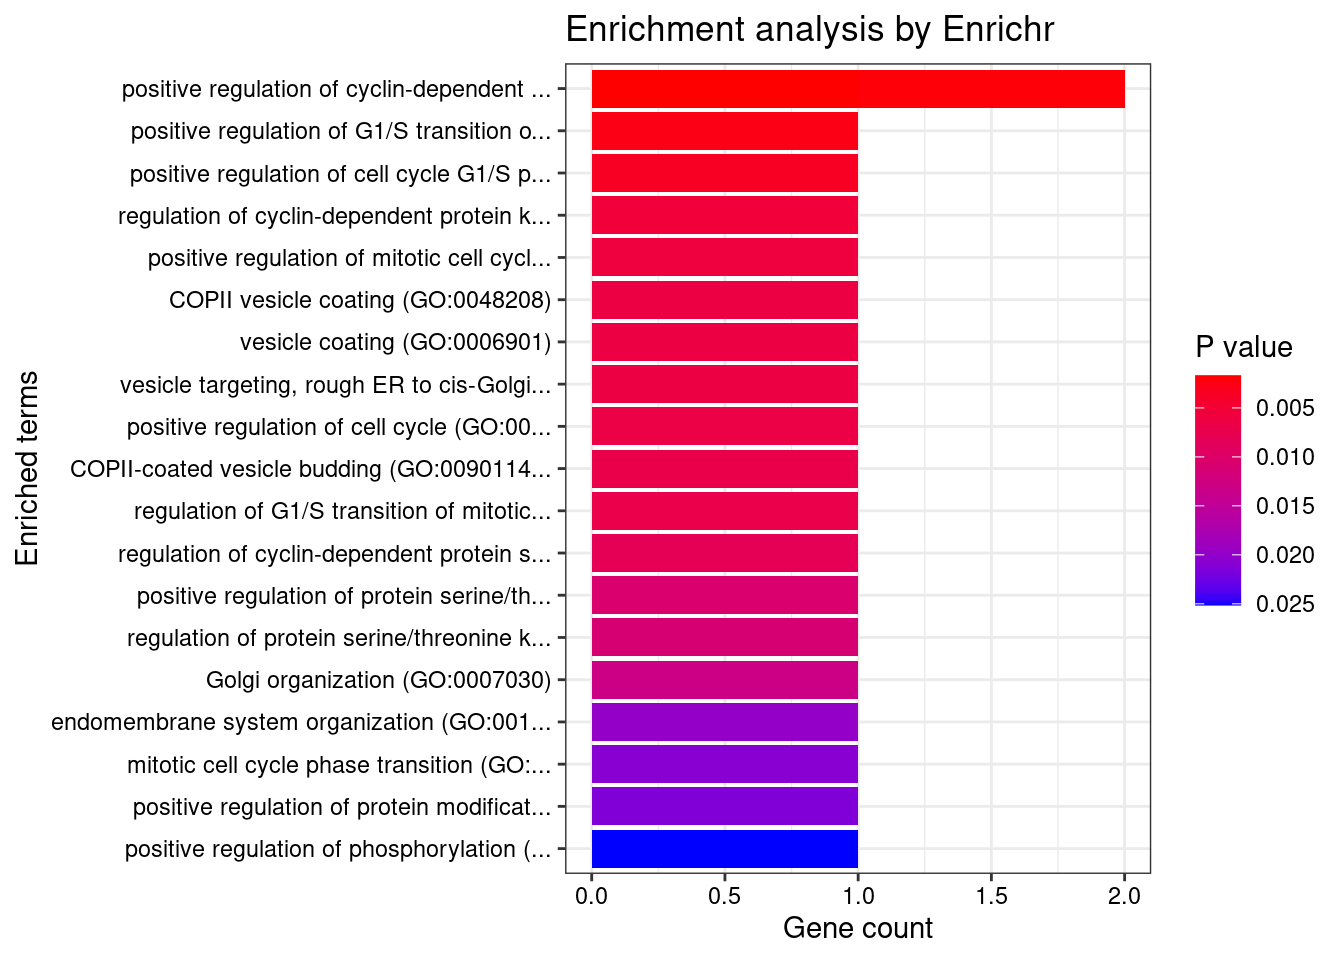 Enrichment analysis by Enrichr
positive regulation of cyclin-dependent ...
positive regulation of G1/S transition o...
positive regulation of cell cycle G1/S p...
regulation of cyclin-dependent protein k...
positive regulation of mitotic cell cycl...
COPII vesicle coating (GO:0048208)
vesicle coating (GO:0006901)
vesicle targeting, rough ER to cis-Golgi...
positive regulation of cell cycle (GO:00...
COPII-coated vesicle budding (GO:0090114...
regulation of G1/S transition of mitotic...
regulation of cyclin-dependent protein s...
positive regulation of protein serine/th...
regulation of protein serine/threonine k...
Golgi organization (GO:0007030)
endomembrane system organization (GO:001...
mitotic cell cycle phase transition (GO:...
positive regulation of protein modificat...
positive regulation of phosphorylation (...
Enriched terms
0.0 0.5 1.0 1.5 2.0
Gene count
P value
0.005
0.010
0.015
0.020
0.025